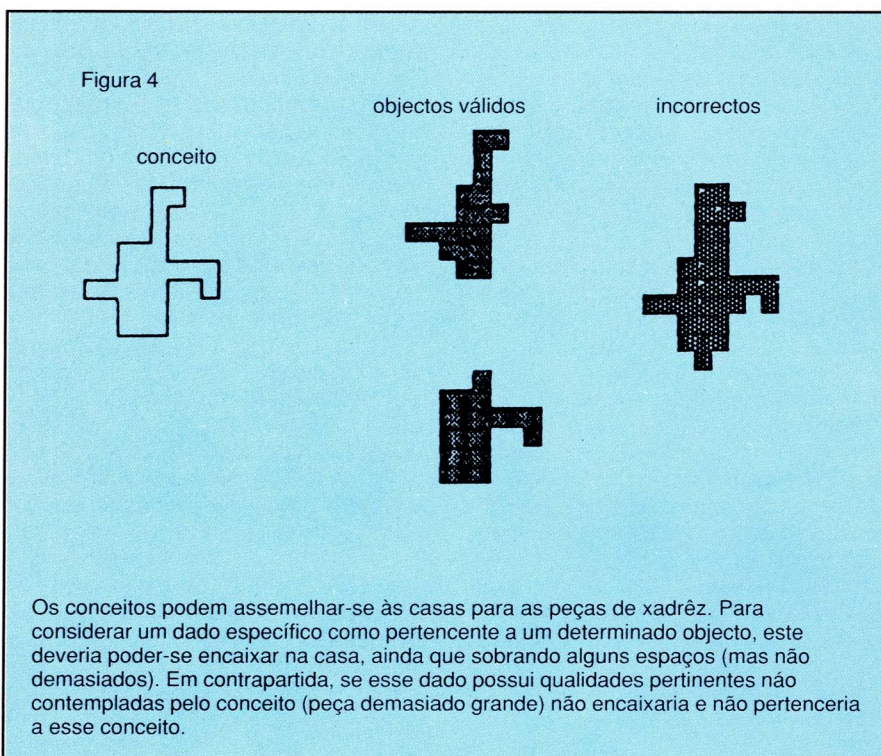 Figura 4
objectos válidos
incorrectos
conceito
Os conceitos podem assemelhar-se às casas para as peças de xadrêz. Para
considerar um dado específico como pertencente a um determinado objecto, este
deveria poder-se encaixar na casa, ainda que sobrando alguns espaços (mas não
demasiados). Em contrapartida, se esse dado possui qualidades pertinentes náo
contempladas pelo conceito (peça demasiado grande) não encaixaria e não pertenceria
a esse conceito.